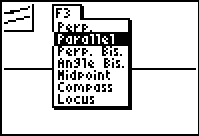 F3
Perp.
Parallel
Perp. Bis.
Angle Bis.
Midpoint
Compass
Locus